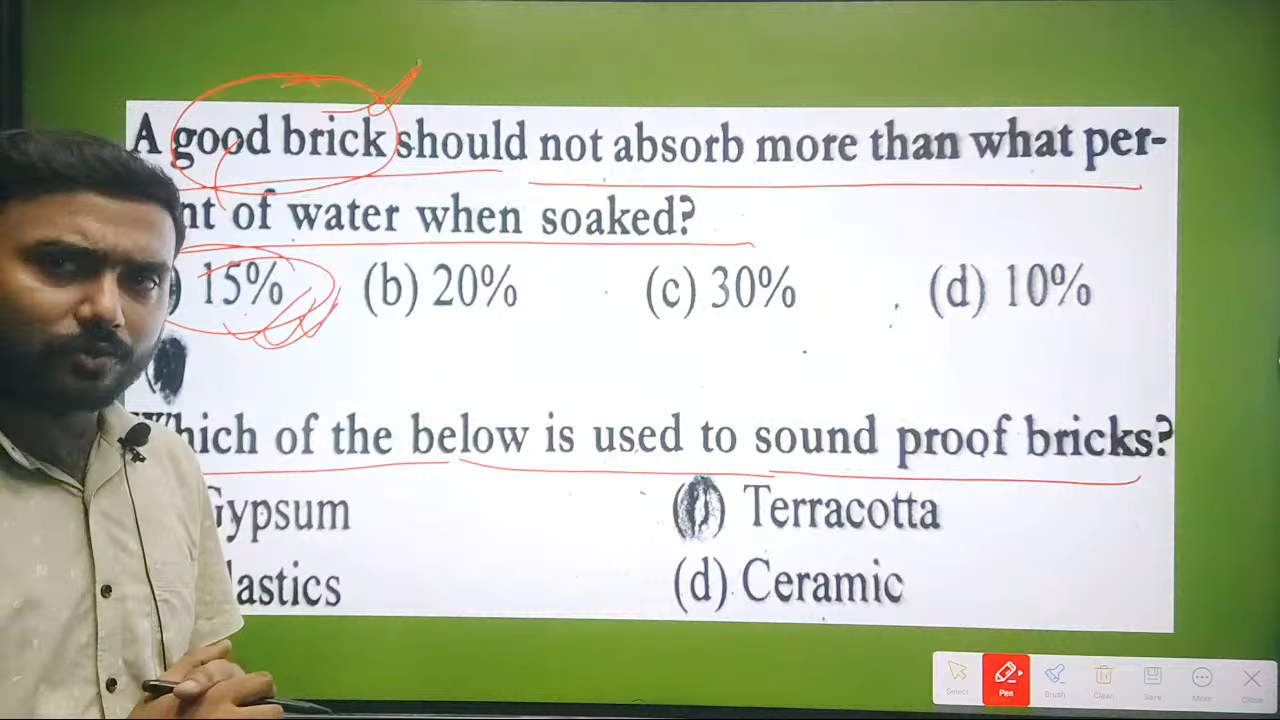 A good brick should not absorb more than what per-
nt of water when soaked?
) 15% (b) 20% (c) 30% (d) 10%
hich of the below is used to sound proof bricks?
Gypsum ) Terracotta
lastics (d) Ceramic
Select Pen Brush Clean Save More Close